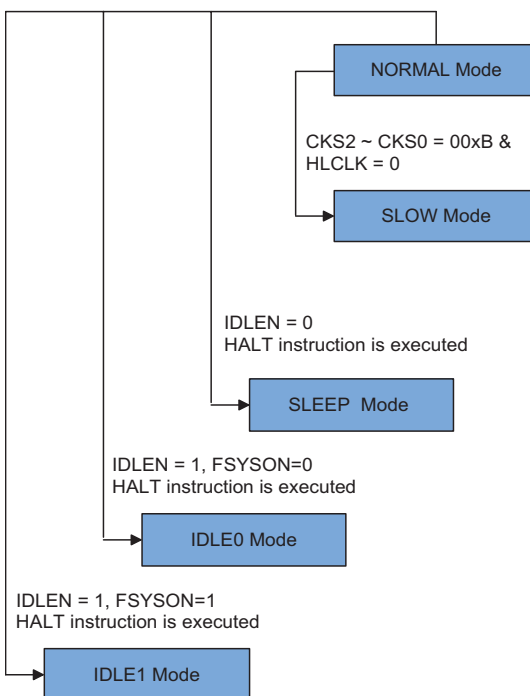 NORMAL Mode
CKS2 ~ CKS0 = 00xB &
HLCLK = 0
SLOW Mode
IDLEN = 0
HALT instruction is executed
SLEEP Mode
IDLEN = 1, FSYSON=0
HALT instruction is executed
IDLE0 Mode
IDLEN = 1, FSYSON=1
HALT instruction is executed
IDLE1 Mode